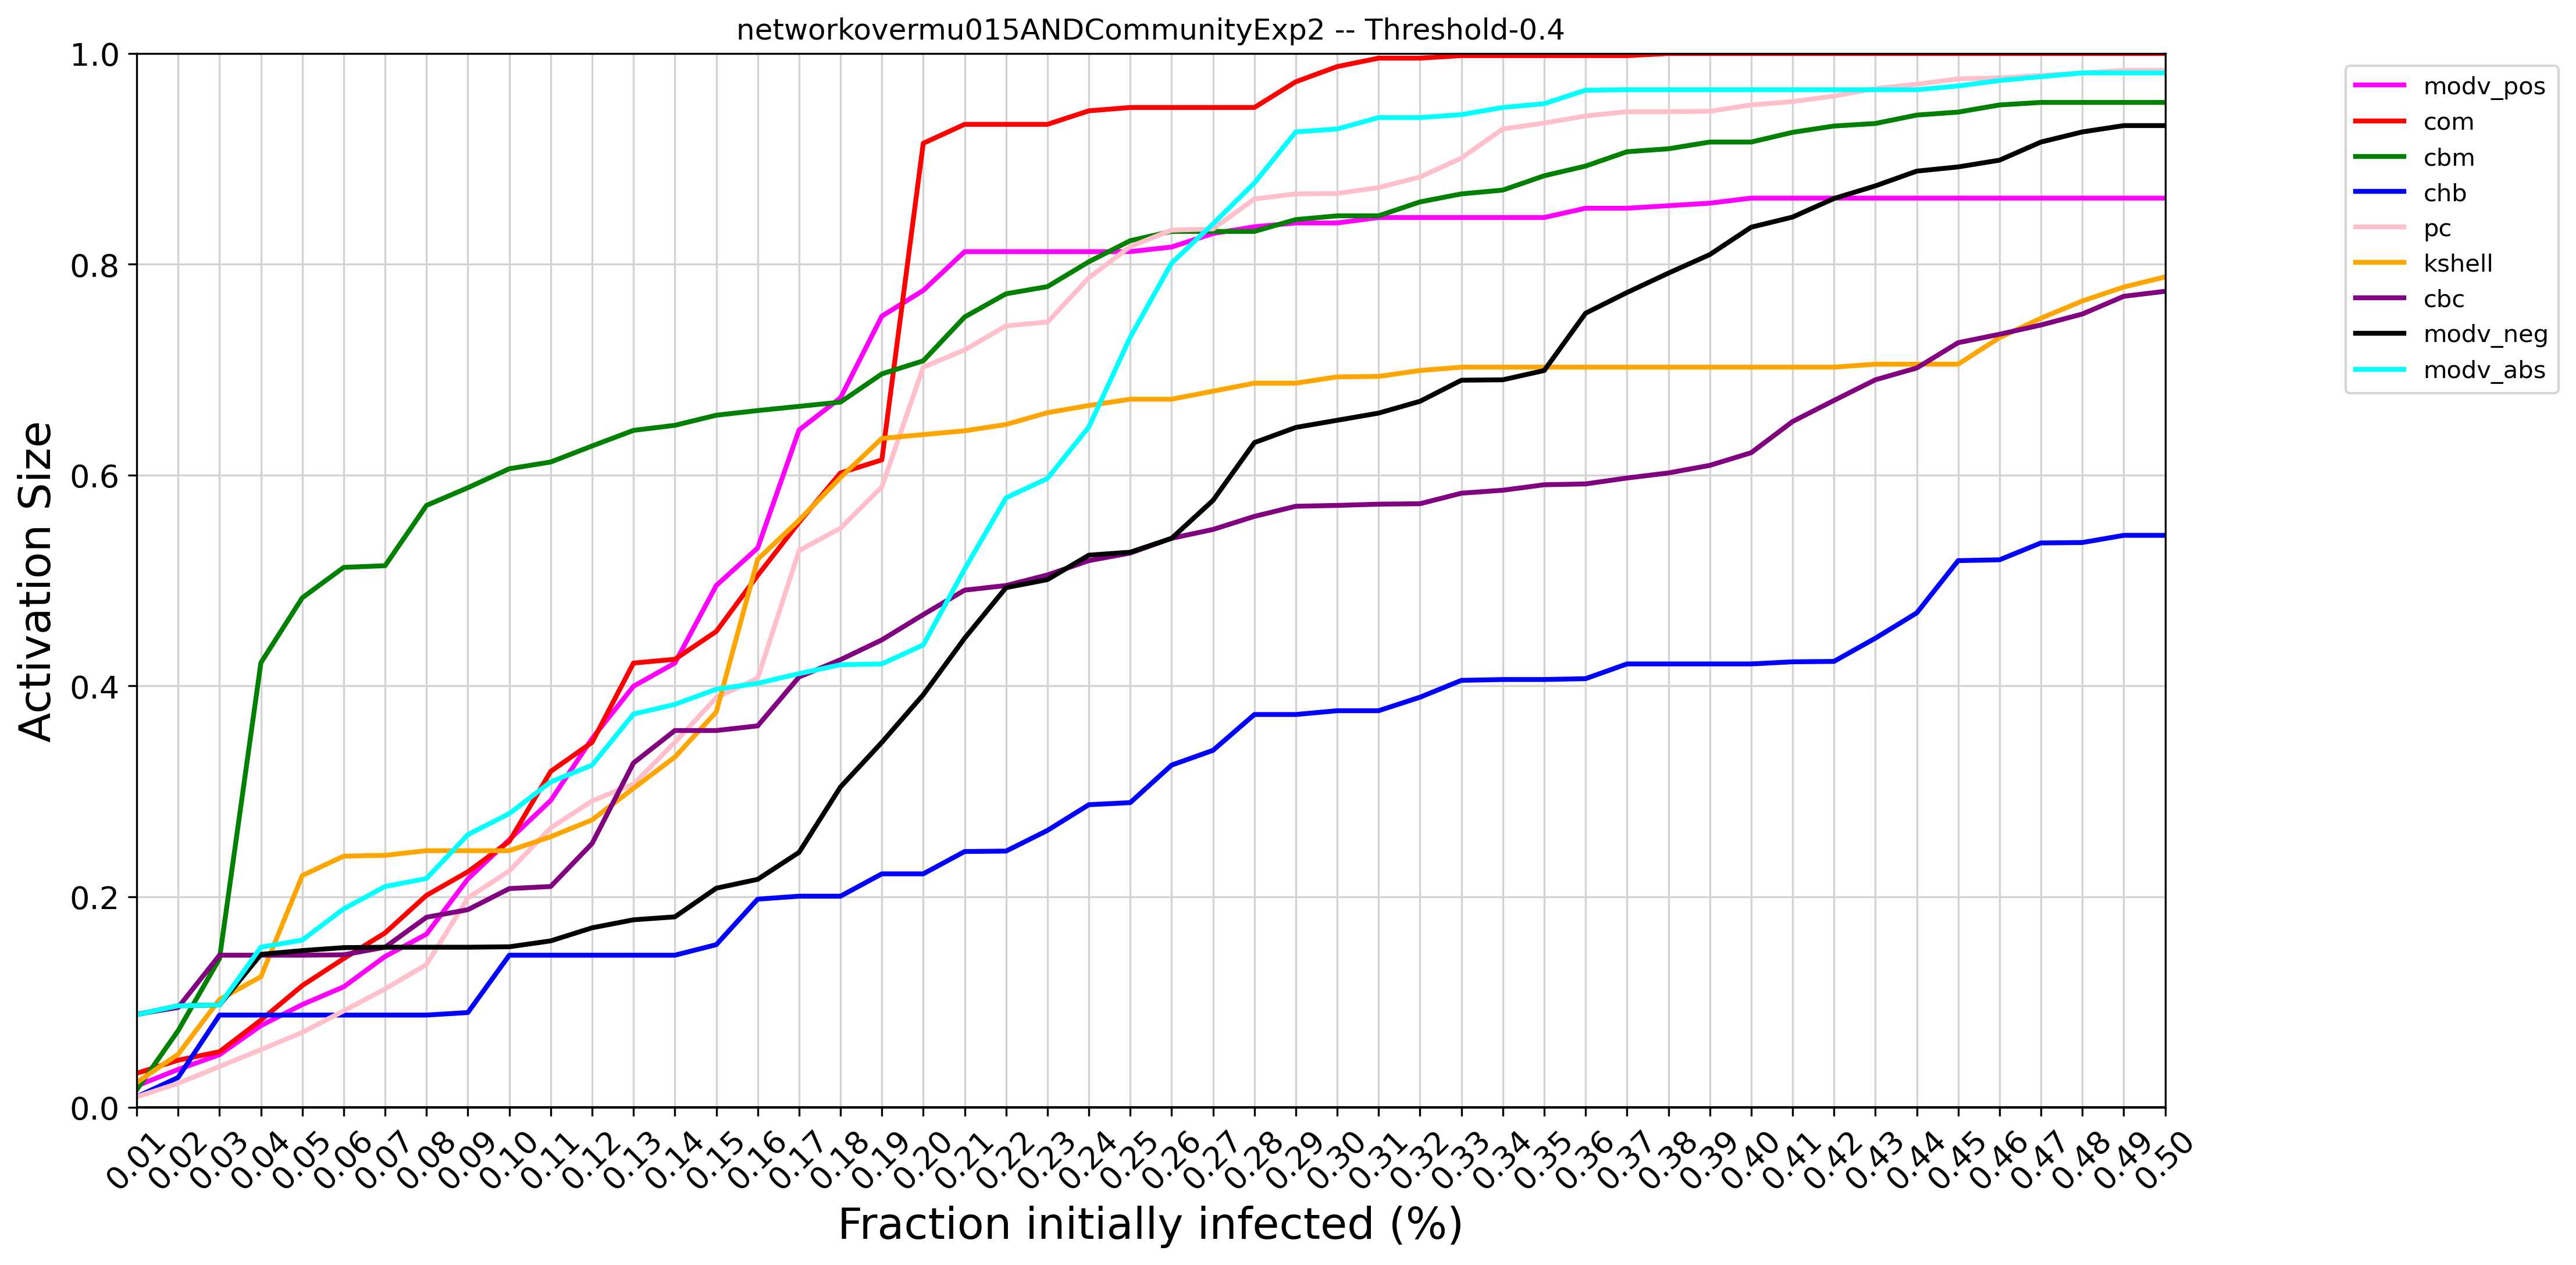 networkovermu015ANDCommunityExp2 -- Threshold-0.4
1.0
0.8
0.6
0.4
0.2
0.0
Activation Size
0.01 0.02 0.03 0.04 0.05 0.06 0.07 0.08 0.09 0.10 0.11 0.12 0.13 0.14 0.15 0.16 0.17 0.18 0.19 0.20 0.21 0.22 0.23 0.24 0.25 0.26 0.27 0.28 0.29 0.30 0.31 0.32 0.33 0.34 0.35 0.36 0.37 0.38 0.39 0.40 0.41 0.42 0.43 0.44 0.45 0.46 0.47 0.48 0.49 0.50
Fraction initially infected (%)
modv_pos
com
cbm
chb
pc
kshell
cbc
modv_neg
modv_abs